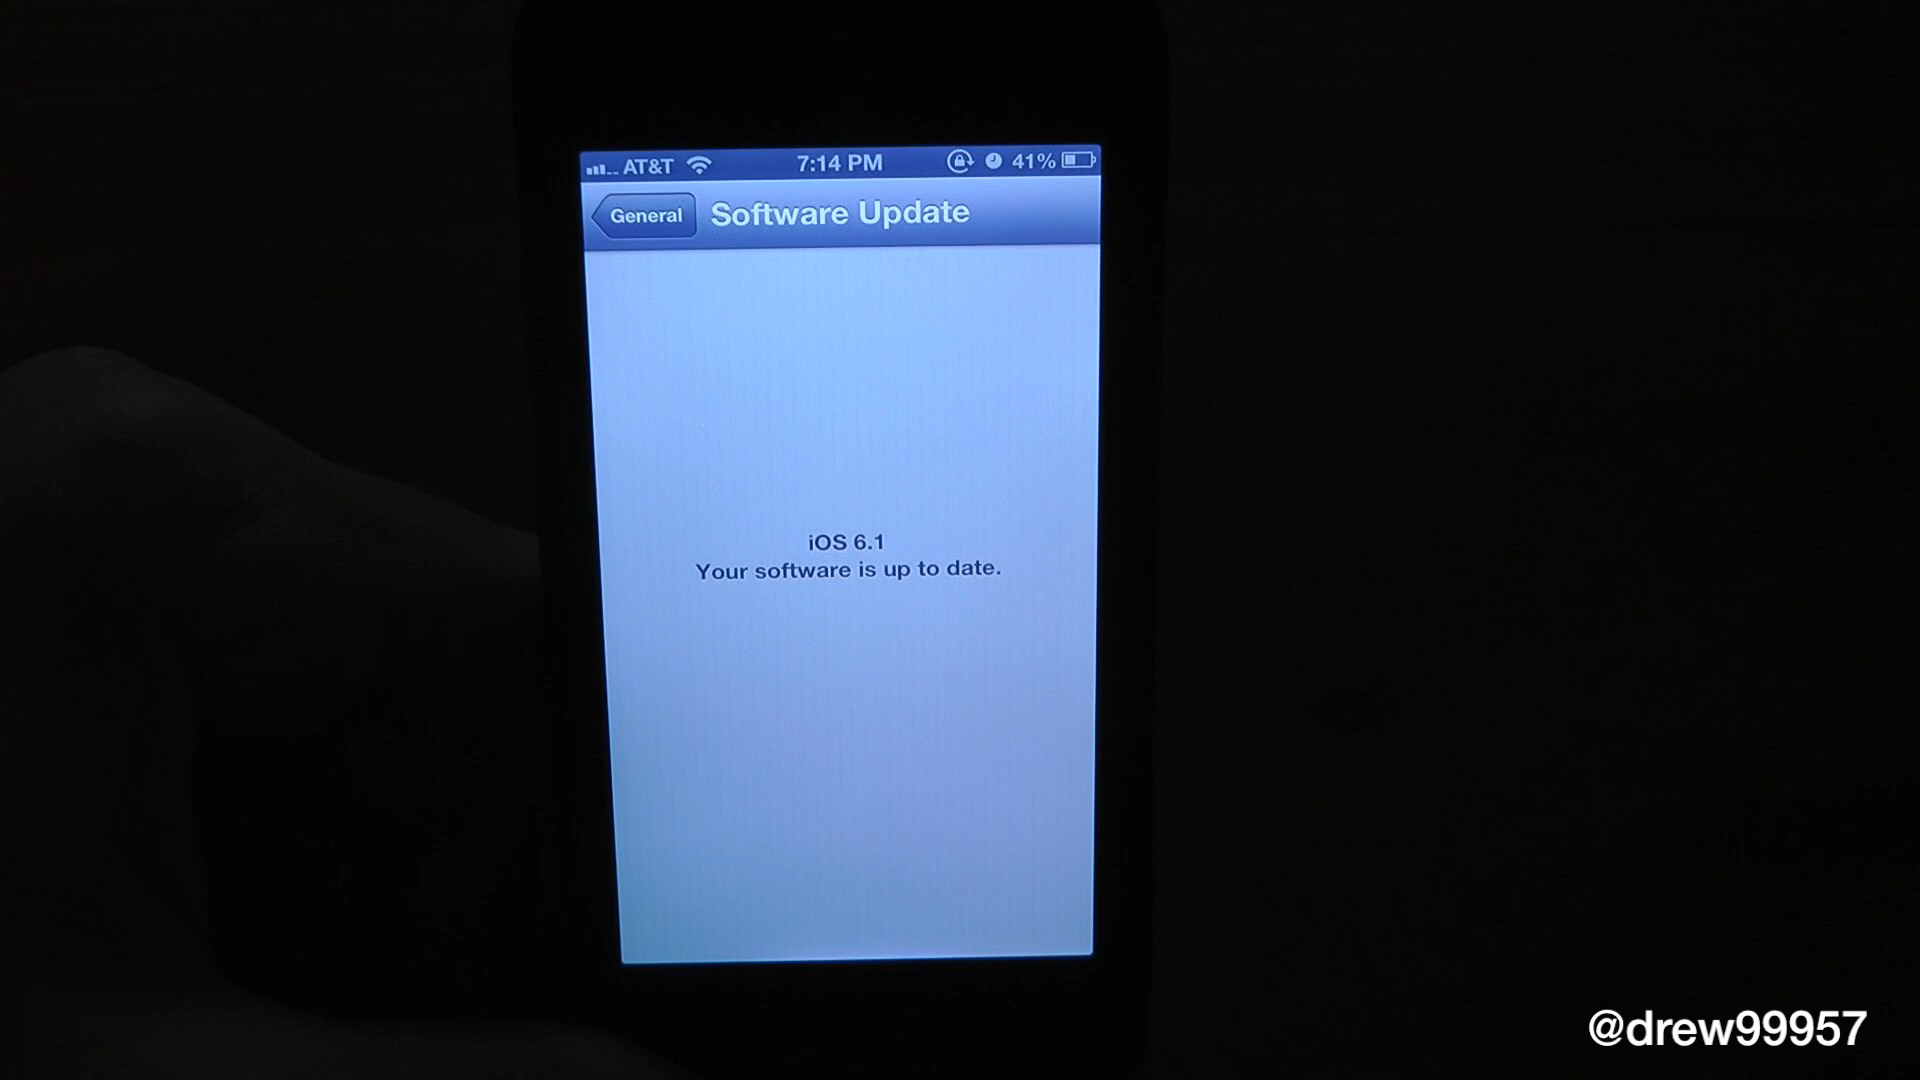 AT&T 7:14 PM 41%
General Software Update
iOS 6.1
Your software is up to date.
@drew99957